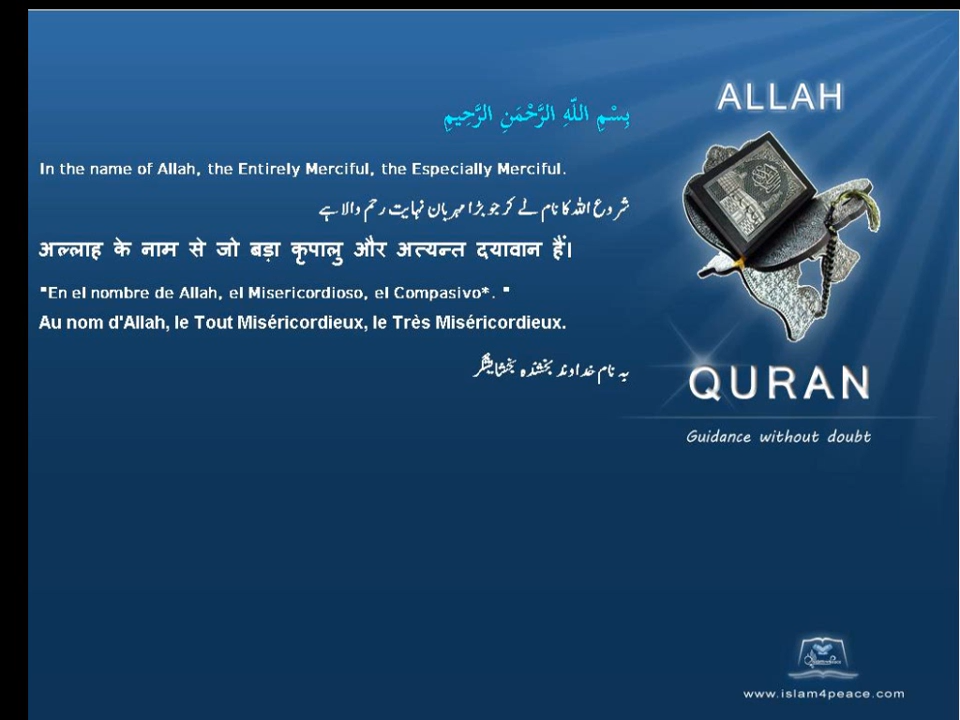 بِسْمِ اللَّهِ الرَّحْمَنِ الرَّحِيمِ
In the name of Allah, the Entirely Merciful, the Especially Merciful.
شروع الله کا نام لے کر جو بڑا مہربان نہایت رحم والا ہے
अल्लाह के नाम से जो बड़ा कृपालु और अत्यन्त दयावान हैं।
"En el nombre de Allah, el Misericordioso, el Compasivo*. "
Au nom d'Allah, le Tout Miséricordieux, le Très Miséricordieux.
به نام خداوند بخشنده بخشایشگر
ALLAH
QURAN
Guidance without doubt
www.islam4peace.com